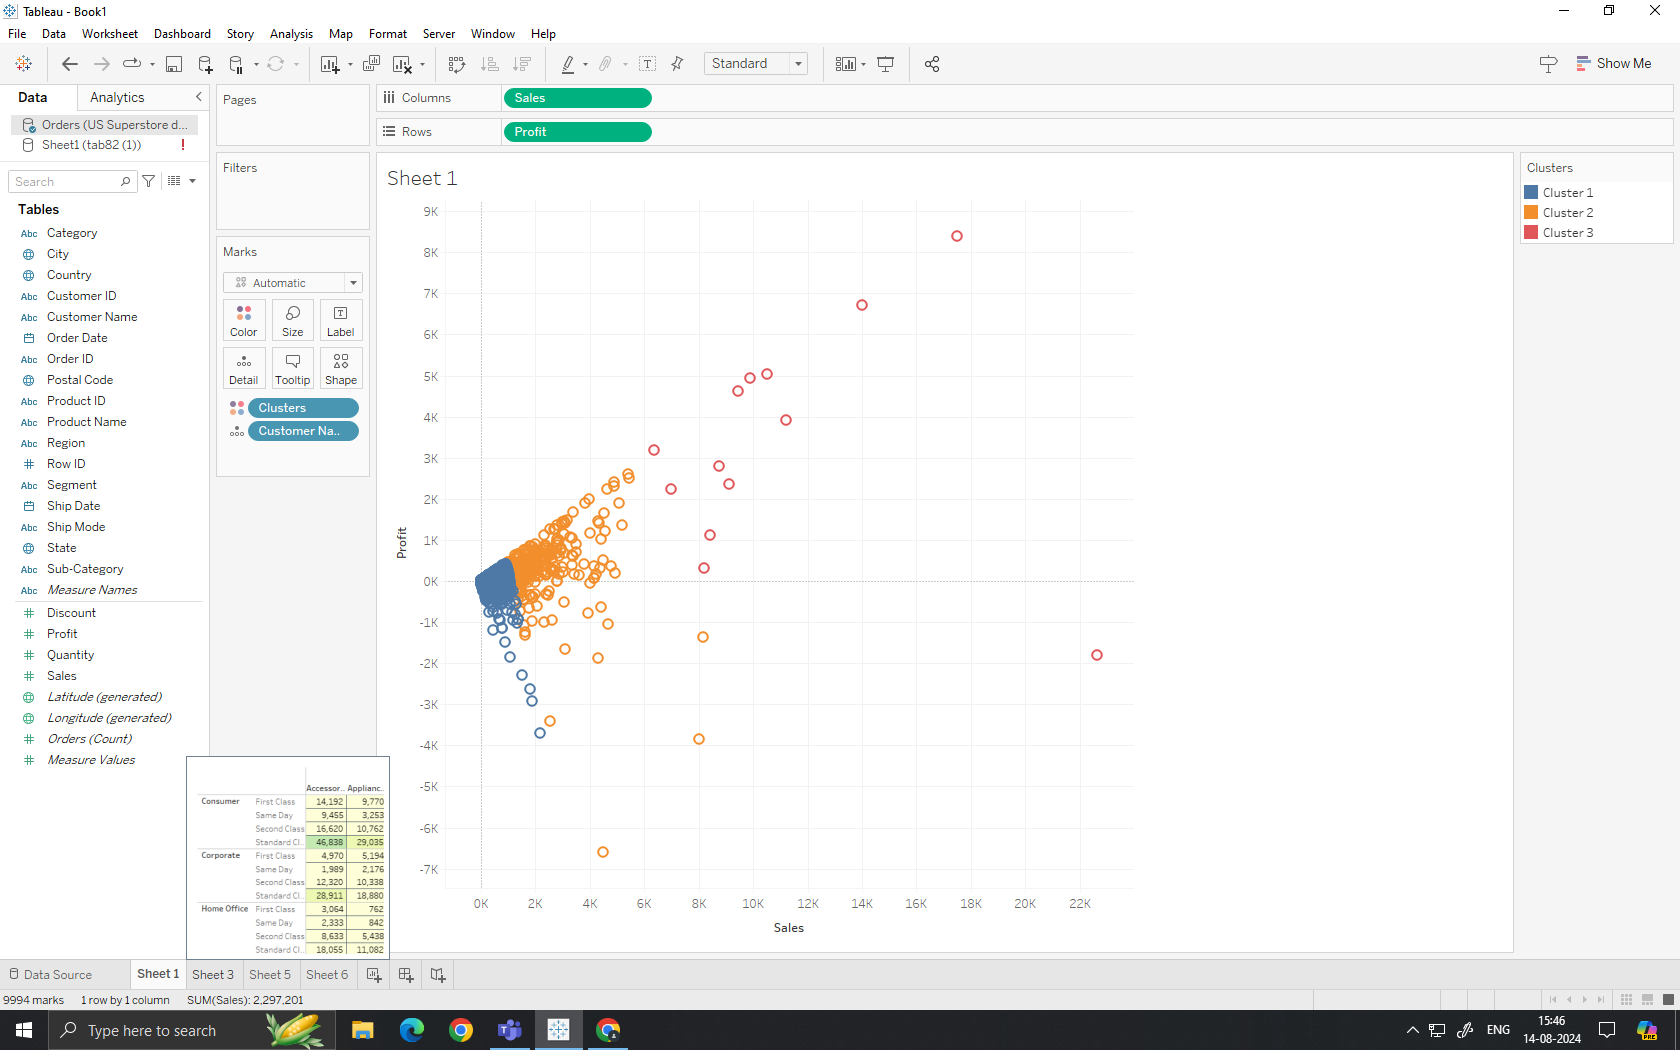 Tableau - Book1
File Data Worksheet Dashboard Story Analysis Map Format Server Window Help
Standard
Show Me
Data Analytics
Orders (US Superstore d...
Sheet1 (tab82 (1)) !
Search
Tables
Abc Category
City
Country
Abc Customer ID
Abc Customer Name
Order Date
Abc Order ID
Postal Code
Abc Product ID
Abc Product Name
Abc Region
# Row ID
Abc Segment
Ship Date
Abc Ship Mode
State
Abc Sub-Category
Abc Measure Names
# Discount
# Profit
# Quantity
# Sales
Latitude (generated)
Longitude (generated)
# Orders (Count)
# Measure Values
Pages
Filters
Marks
Automatic
Color Size Label
Detail Tooltip Shape
Clusters
Customer Na..
Columns Sales
Rows Profit
Sheet 1
9K
8K
7K
6K
5K
4K
3K
2K
1K
0K
-1K
-2K
-3K
-4K
-5K
-6K
-7K
Profit
0K 2K 4K 6K 8K 10K 12K 14K 16K 18K 20K 22K
Sales
Clusters
Cluster 1
Cluster 2
Cluster 3
Accessor.. Applianc..
Consumer First Class 14,192 9,770
Same Day 9,455 3,253
Second Class 16,620 10,762
Standard Cl.. 46,838 29,035
Corporate First Class 4,970 5,194
Same Day 1,989 2,176
Second Class 12,320 10,338
Standard Cl.. 28,911 18,880
Home Office First Class 3,064 762
Same Day 2,333 842
Second Class 8,633 5,438
Standard Cl.. 18,055 11,082
Data Source Sheet 1 Sheet 3 Sheet 5 Sheet 6
9994 marks 1 row by 1 column SUM(Sales): 2,297,201
Type here to search
ENG
15:46
14-08-2024
PRE